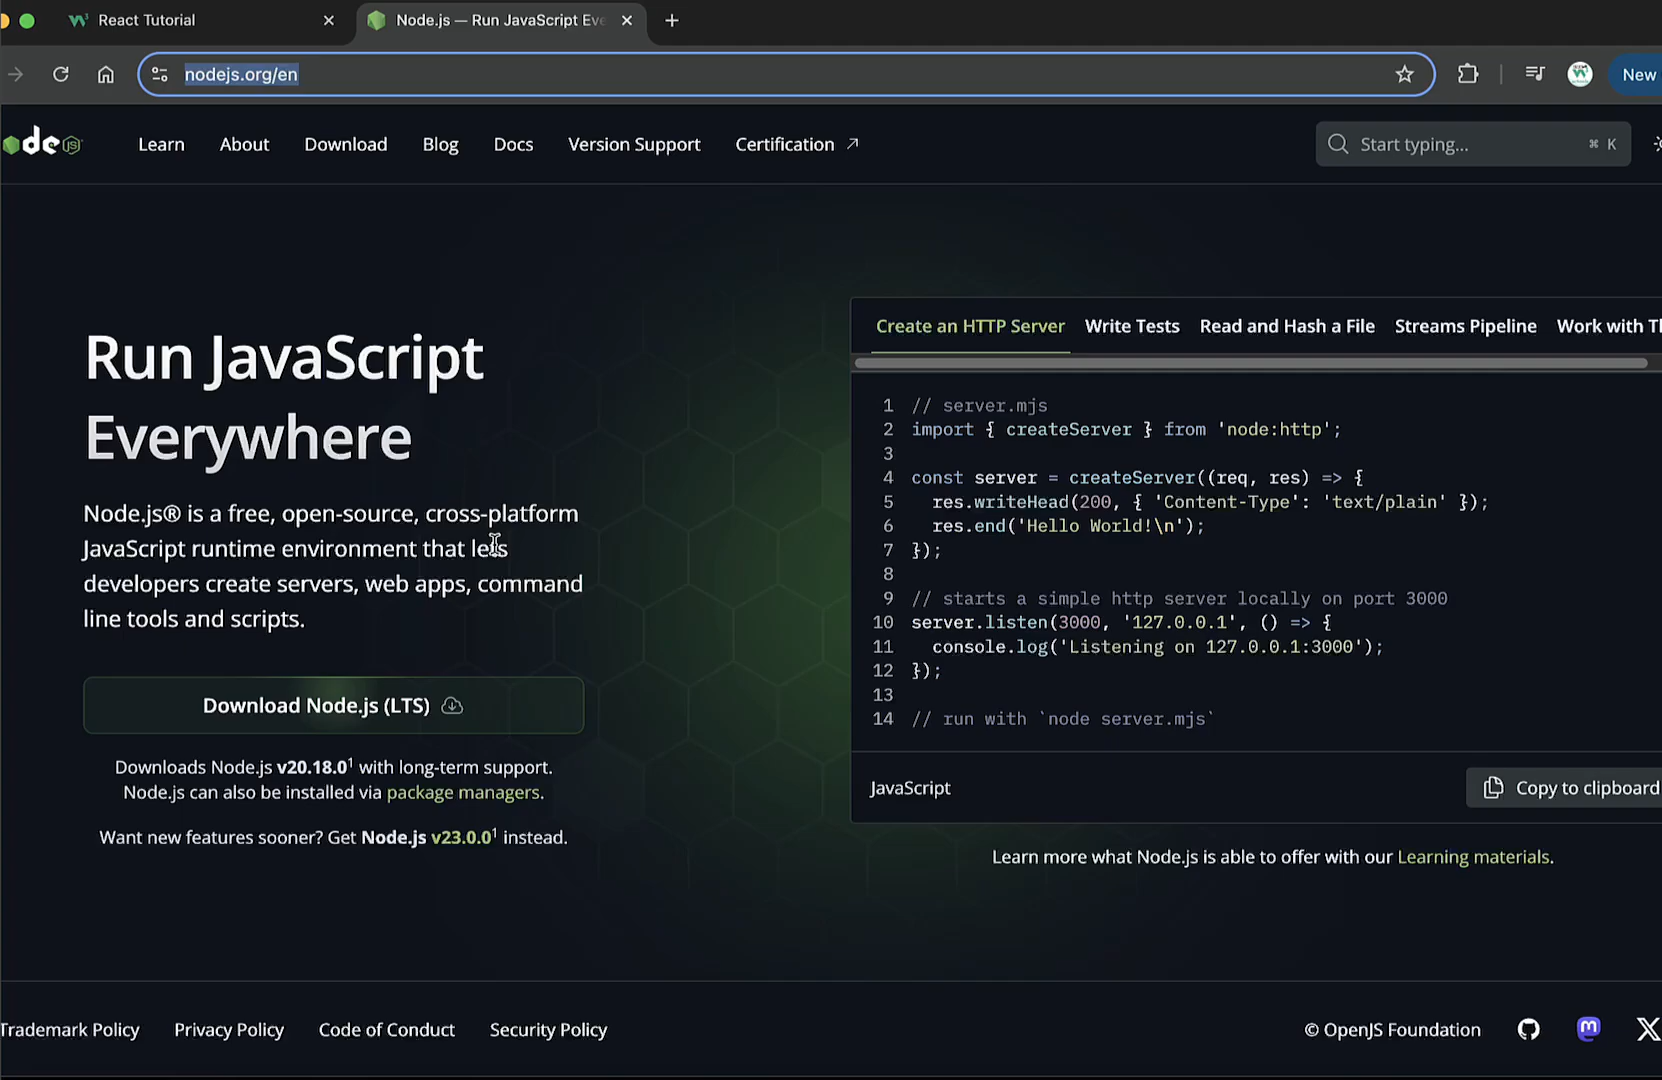 React Tutorial
Node.js — Run JavaScript Eve
nodejs.org/en
New
Learn
About
Download
Blog
Docs
Version Support
Certification ↗
Start typing...
⌘ K
Run JavaScript
Everywhere
Node.js® is a free, open-source, cross-platform
JavaScript runtime environment that lets
developers create servers, web apps, command
line tools and scripts.
Download Node.js (LTS)
Downloads Node.js v20.18.0¹ with long-term support.
Node.js can also be installed via package managers.
Want new features sooner? Get Node.js v23.0.0¹ instead.
Create an HTTP Server
Write Tests
Read and Hash a File
Streams Pipeline
Work with Th
1 // server.mjs
2 import { createServer } from 'node:http';
3
4 const server = createServer((req, res) => {
5 res.writeHead(200, { 'Content-Type': 'text/plain' });
6 res.end('Hello World!\n');
7 });
8
9 // starts a simple http server locally on port 3000
10 server.listen(3000, '127.0.0.1', () => {
11 console.log('Listening on 127.0.0.1:3000');
12 });
13
14 // run with `node server.mjs`
JavaScript
Copy to clipboard
Learn more what Node.js is able to offer with our Learning materials.
Trademark Policy
Privacy Policy
Code of Conduct
Security Policy
© OpenJS Foundation